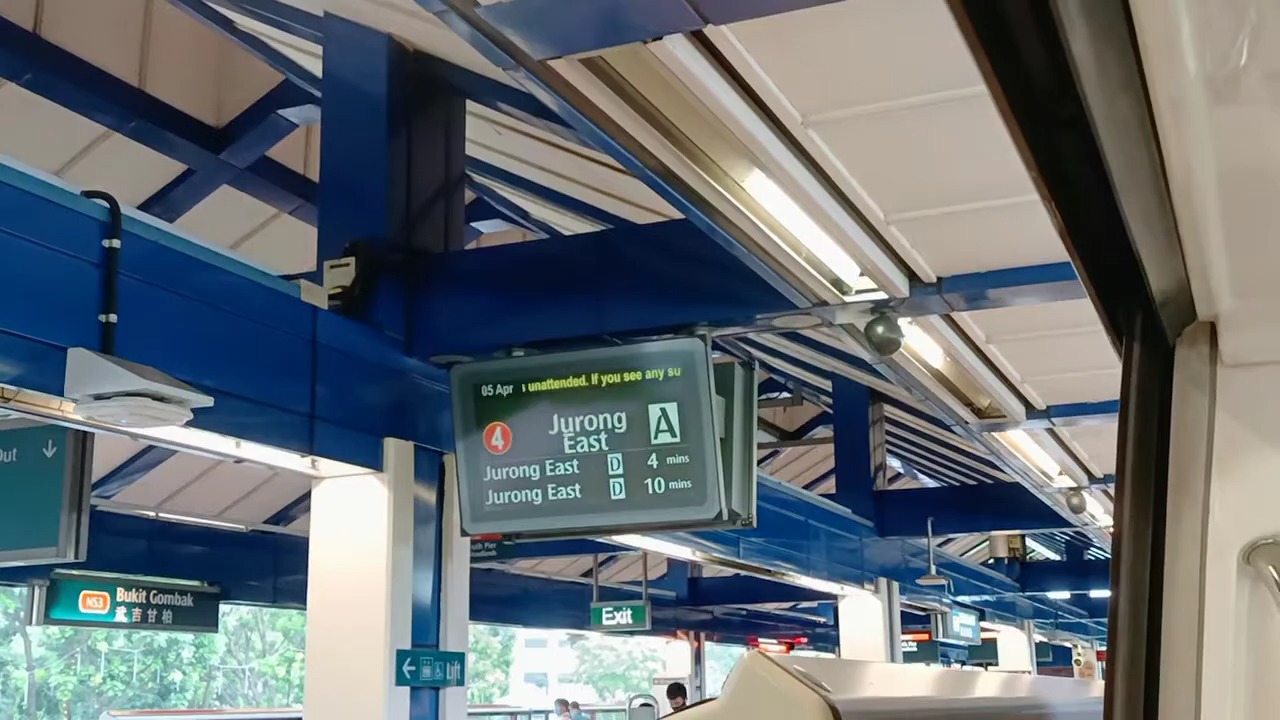 05 Apr unattended. If you see any su
4 Jurong East A
Jurong East D 4 mins
Jurong East D 10 mins
Out ↓
NS3 Bukit Gombak
武吉甘柏
Exit
← Lift